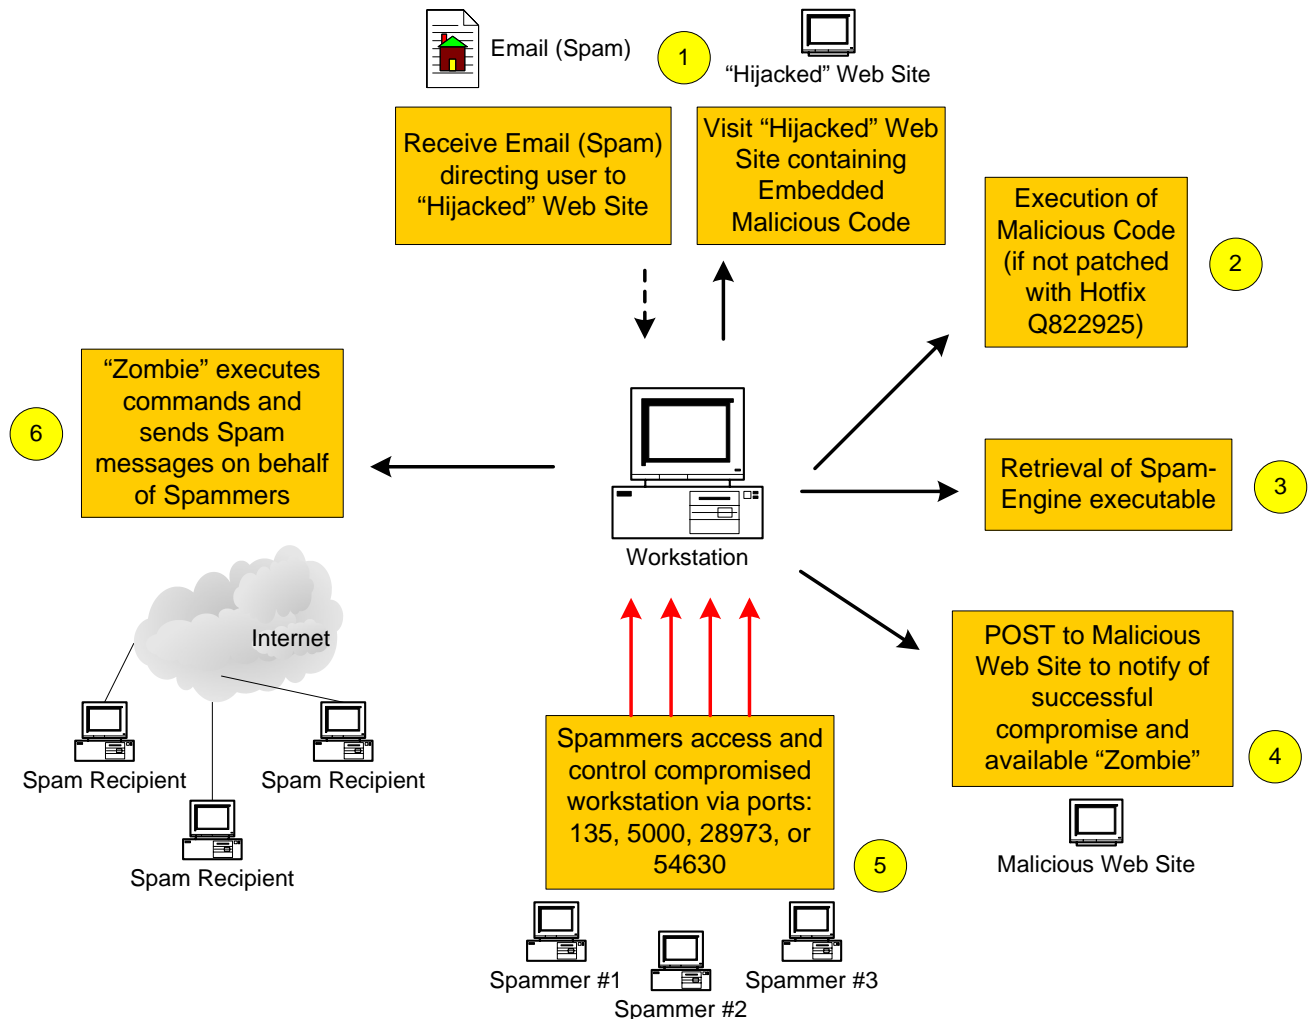 Email (Spam)
1
“Hijacked” Web Site
Receive Email (Spam)
directing user to
“Hijacked” Web Site
Visit “Hijacked” Web
Site containing
Embedded
Malicious Code
Execution of
Malicious Code
(if not patched
with Hotfix
Q822925)
2
“Zombie” executes
commands and
sends Spam
messages on behalf
of Spammers
6
Retrieval of Spam-
Engine executable
3
Workstation
Internet
Spam Recipient
Spam Recipient
Spam Recipient
POST to Malicious
Web Site to notify of
successful
compromise and
available “Zombie”
4
Malicious Web Site
Spammers access and
control compromised
workstation via ports:
135, 5000, 28973, or
54630
5
Spammer #1
Spammer #2
Spammer #3